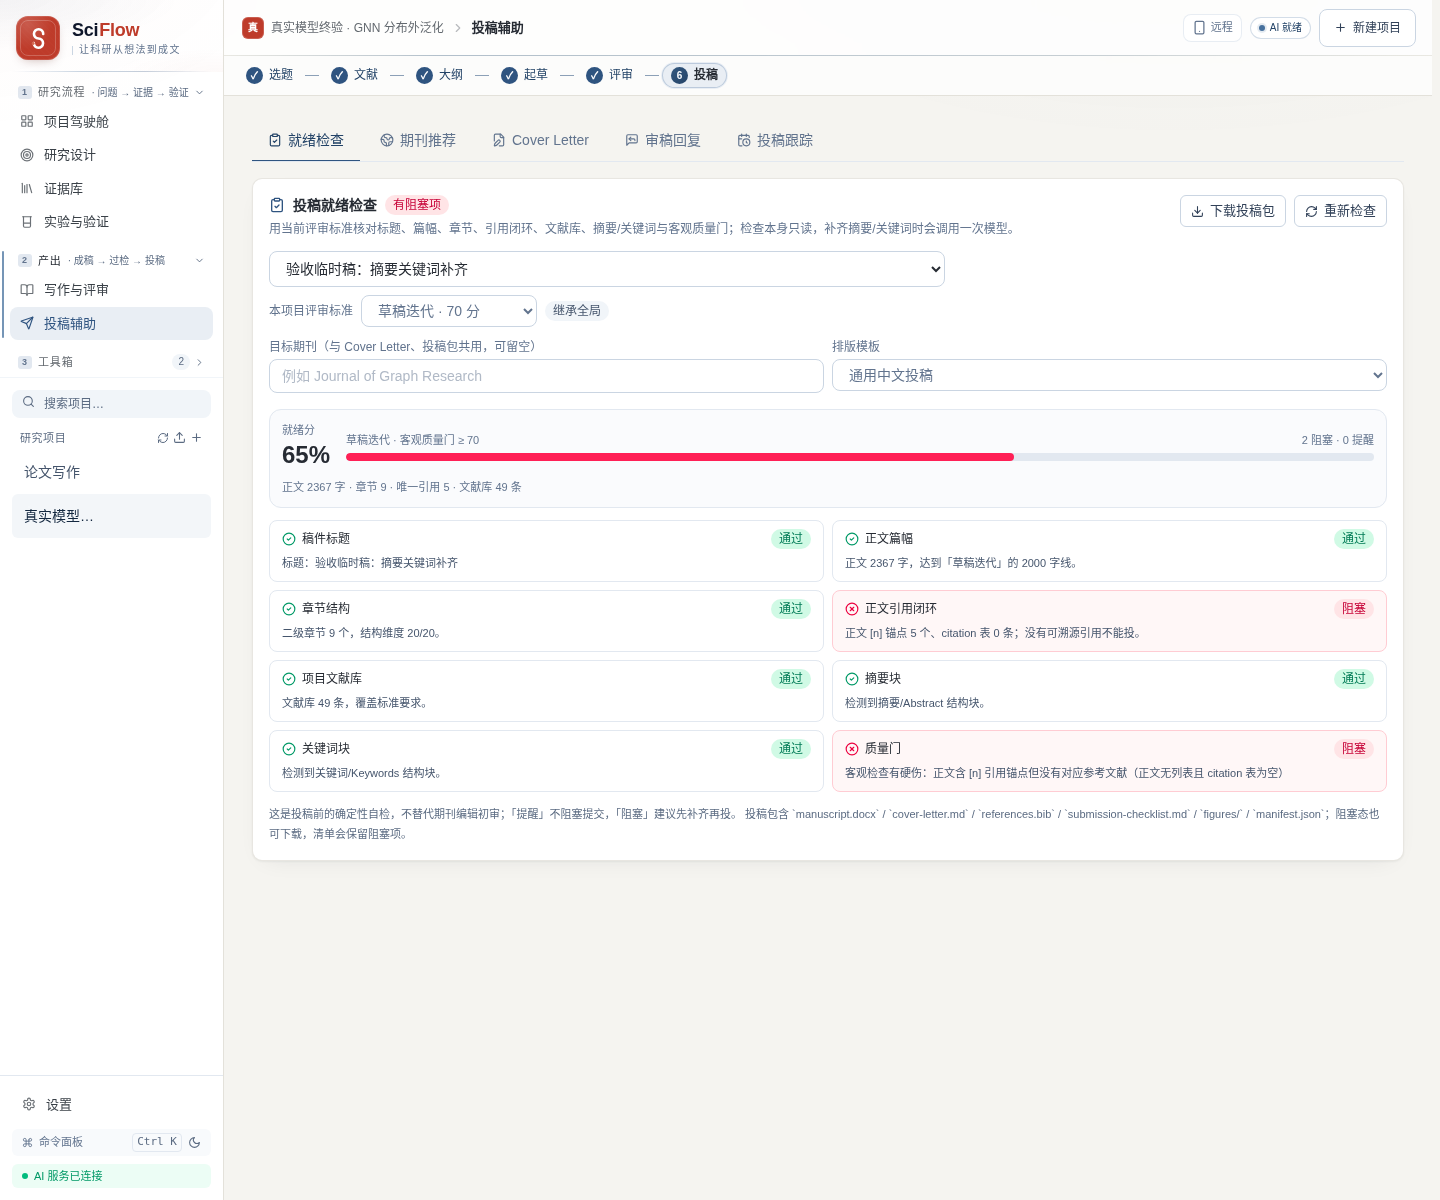 SciFlow
让科研从想法到成文
1 研究流程 · 问题 → 证据 → 验证
项目驾驶舱
研究设计
证据库
实验与验证
2 产出 · 成稿 → 过检 → 投稿
写作与评审
投稿辅助
3 工具箱 2
搜索项目…
研究项目
论文写作
真实模型…
设置
⌘ 命令面板 Ctrl K
AI 服务已连接
真 真实模型终验 · GNN 分布外泛化 > 投稿辅助
远程 AI 就绪 + 新建项目
选题 — 文献 — 大纲 — 起草 — 评审 — 6 投稿
就绪检查 期刊推荐 Cover Letter 审稿回复 投稿跟踪
投稿就绪检查 有阻塞项
下载投稿包 重新检查
用当前评审标准核对标题、篇幅、章节、引用闭环、文献库、摘要/关键词与客观质量门；检查本身只读，补齐摘要/关键词时会调用一次模型。
验收临时稿：摘要关键词补齐
本项目评审标准 草稿迭代 · 70 分 继承全局
目标期刊（与 Cover Letter、投稿包共用，可留空） 排版模板
例如 Journal of Graph Research 通用中文投稿
就绪分
草稿迭代 · 客观质量门 ≥ 70 2 阻塞 · 0 提醒
65%
正文 2367 字 · 章节 9 · 唯一引用 5 · 文献库 49 条
稿件标题 通过
标题：验收临时稿：摘要关键词补齐
正文篇幅 通过
正文 2367 字，达到「草稿迭代」的 2000 字线。
章节结构 通过
二级章节 9 个，结构维度 20/20。
正文引用闭环 阻塞
正文 [n] 锚点 5 个、citation 表 0 条；没有可溯源引用不能投。
项目文献库 通过
文献库 49 条，覆盖标准要求。
摘要块 通过
检测到摘要/Abstract 结构块。
关键词块 通过
检测到关键词/Keywords 结构块。
质量门 阻塞
客观检查有硬伤：正文含 [n] 引用锚点但没有对应参考文献（正文无列表且 citation 表为空）
这是投稿前的确定性自检，不替代期刊编辑初审；「提醒」不阻塞提交，「阻塞」建议先补齐再投。 投稿包含 `manuscript.docx` / `cover-letter.md` / `references.bib` / `submission-checklist.md` / `figures/` / `manifest.json`；阻塞态也
可下载，清单会保留阻塞项。